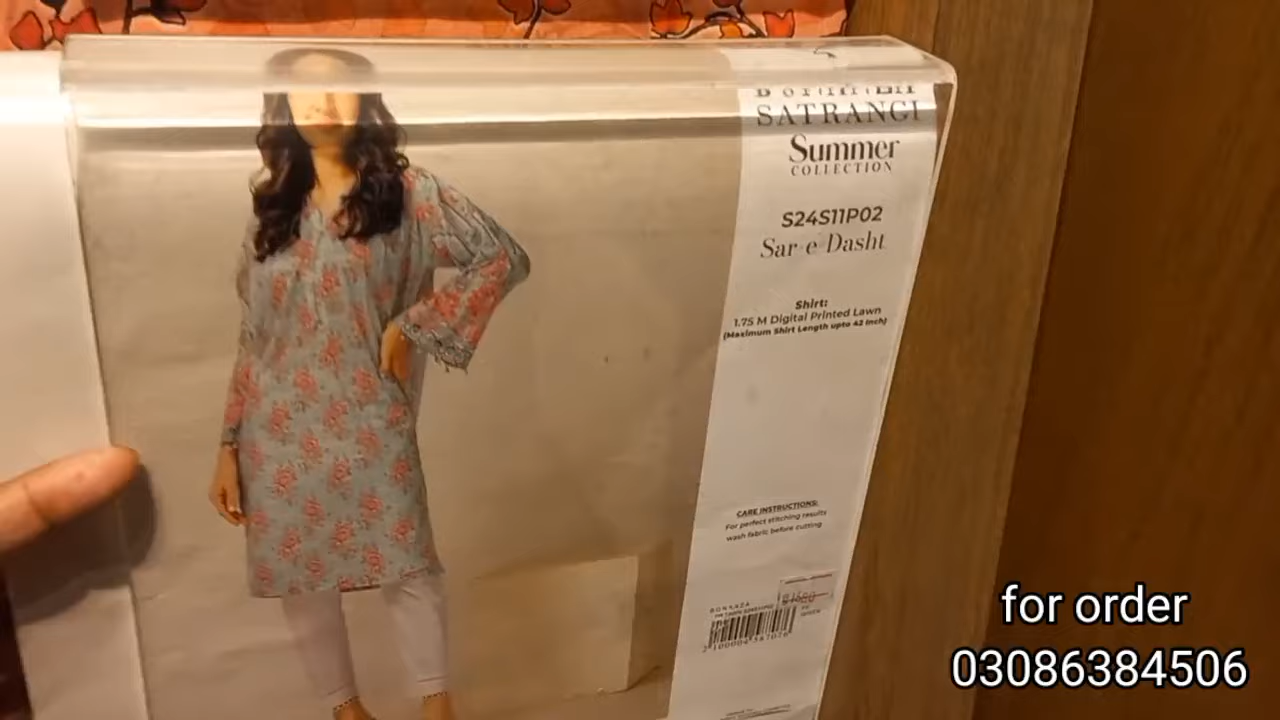 SATRANGI
Summer
COLLECTION
S24S11P02
Sar e Dasht
Shirt:
1.75 M Digital Printed Lawn
(Maximum Shirt Length upto 42 Inch)
CARE INSTRUCTIONS:
For perfect stitching results
wash fabric before cutting
BONANZA
for order
03086384506